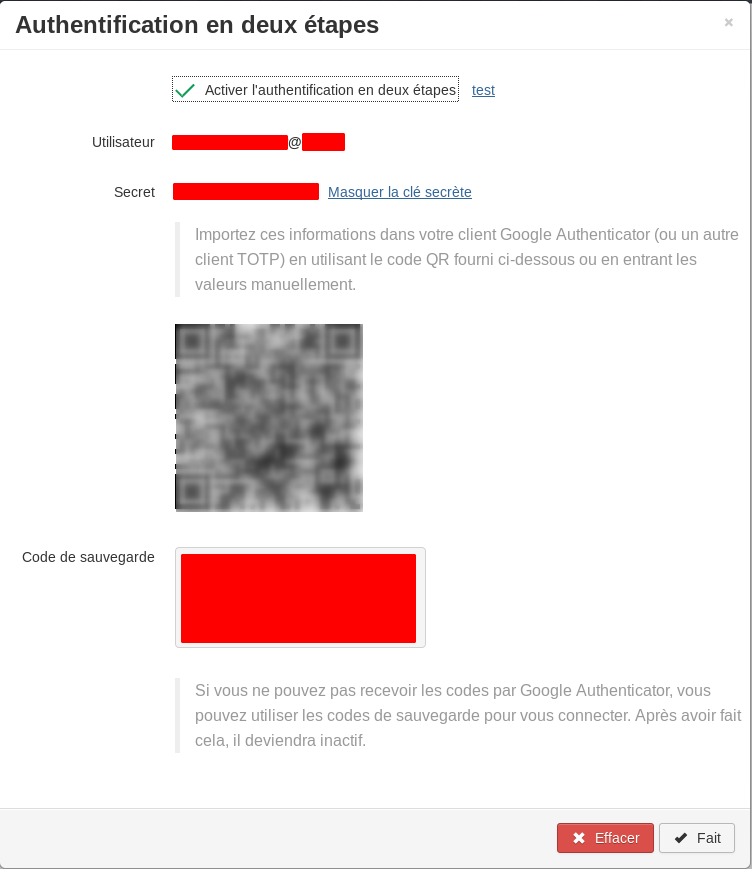 Authentification en deux étapes
×
Activer l'authentification en deux étapes test
Utilisateur @
Secret Masquer la clé secrète
Importez ces informations dans votre client Google Authenticator (ou un autre
client TOTP) en utilisant le code QR fourni ci-dessous ou en entrant les
valeurs manuellement.
Code de sauvegarde
Si vous ne pouvez pas recevoir les codes par Google Authenticator, vous
pouvez utiliser les codes de sauvegarde pour vous connecter. Après avoir fait
cela, il deviendra inactif.
Effacer Fait